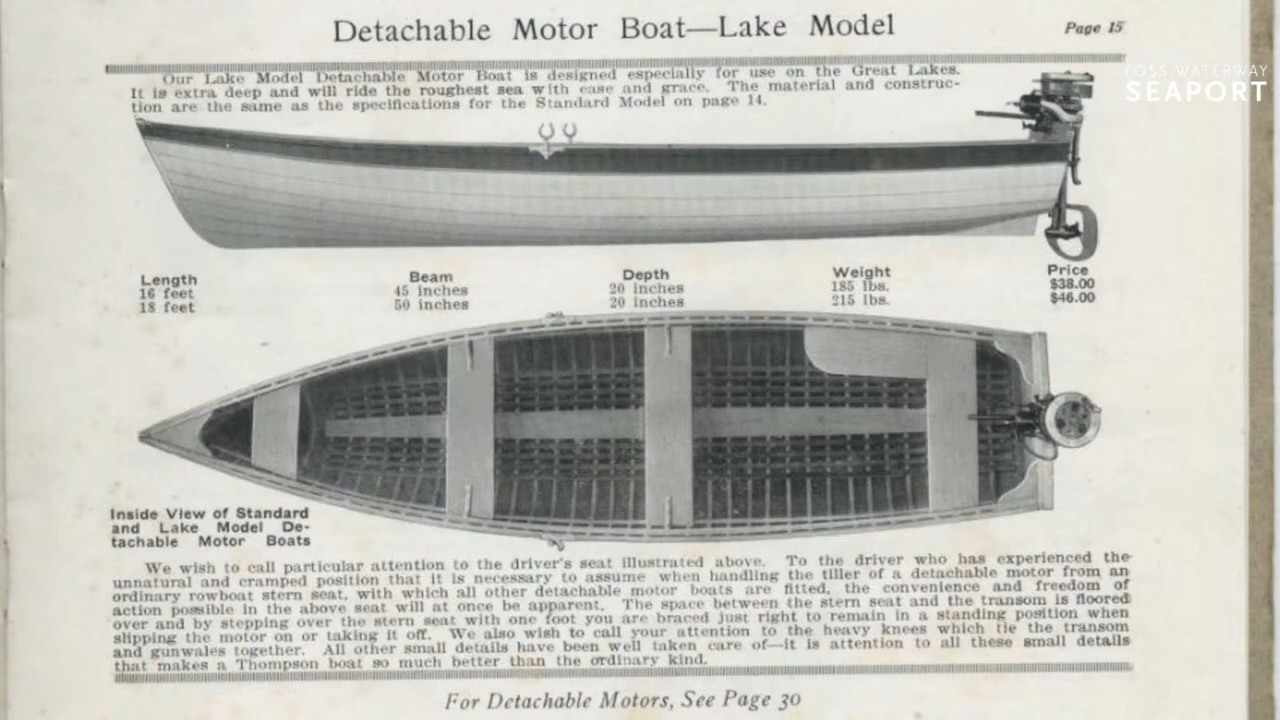 Detachable Motor Boat—Lake Model
Page 15
FOSS WATERWAY
SEAPORT
Our Lake Model Detachable Motor Boat is designed especially for use on the Great Lakes.
It is extra deep and will ride the roughest sea with ease and grace. The material and construc-
tion are the same as the specifications for the Standard Model on page 14.
Length
16 feet
18 feet
Beam
45 inches
50 inches
Depth
20 inches
20 inches
Weight
185 lbs.
215 lbs.
Price
$38.00
$46.00
Inside View of Standard
and Lake Model De-
tachable Motor Boats
We wish to call particular attention to the driver's seat illustrated above. To the driver who has experienced the
unnatural and cramped position that it is necessary to assume when handling the tiller of a detachable motor from an
ordinary rowboat stern seat, with which all other detachable motor boats are fitted, the convenience and freedom of
action possible in the above seat will at once be apparent. The space between the stern seat and the transom is floored
over and by stepping over the stern seat with one foot you are braced just right to remain in a standing position when
slipping the motor on or taking it off. We also wish to call your attention to the heavy knees which tie the transom
and gunwales together. All other small details have been well taken care of—it is attention to all these small details
that makes a Thompson boat so much better than the ordinary kind.
For Detachable Motors, See Page 30